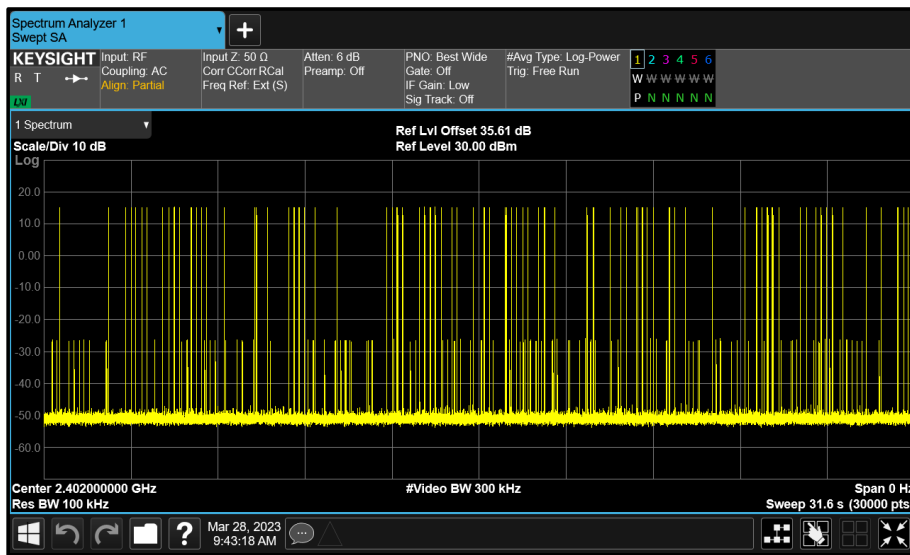 Spectrum Analyzer 1
Swept SA
+
KEYSIGHT
R T
LXI
Input: RF
Coupling: AC
Align: Partial
Input Z: 50 Ω
Corr CCorr RCal
Freq Ref: Ext (S)
Atten: 6 dB
Preamp: Off
PNO: Best Wide
Gate: Off
IF Gain: Low
Sig Track: Off
#Avg Type: Log-Power
Trig: Free Run
1 2 3 4 5 6
W W W W W W
P N N N N N
1 Spectrum
Scale/Div 10 dB
Ref Lvl Offset 35.61 dB
Ref Level 30.00 dBm
Log
20.0
10.0
0.00
-10.0
-20.0
-30.0
-40.0
-50.0
-60.0
Center 2.402000000 GHz
#Video BW 300 kHz
Span 0 Hz
Res BW 100 kHz
Sweep 31.6 s (30000 pts
?
Mar 28, 2023
9:43:18 AM